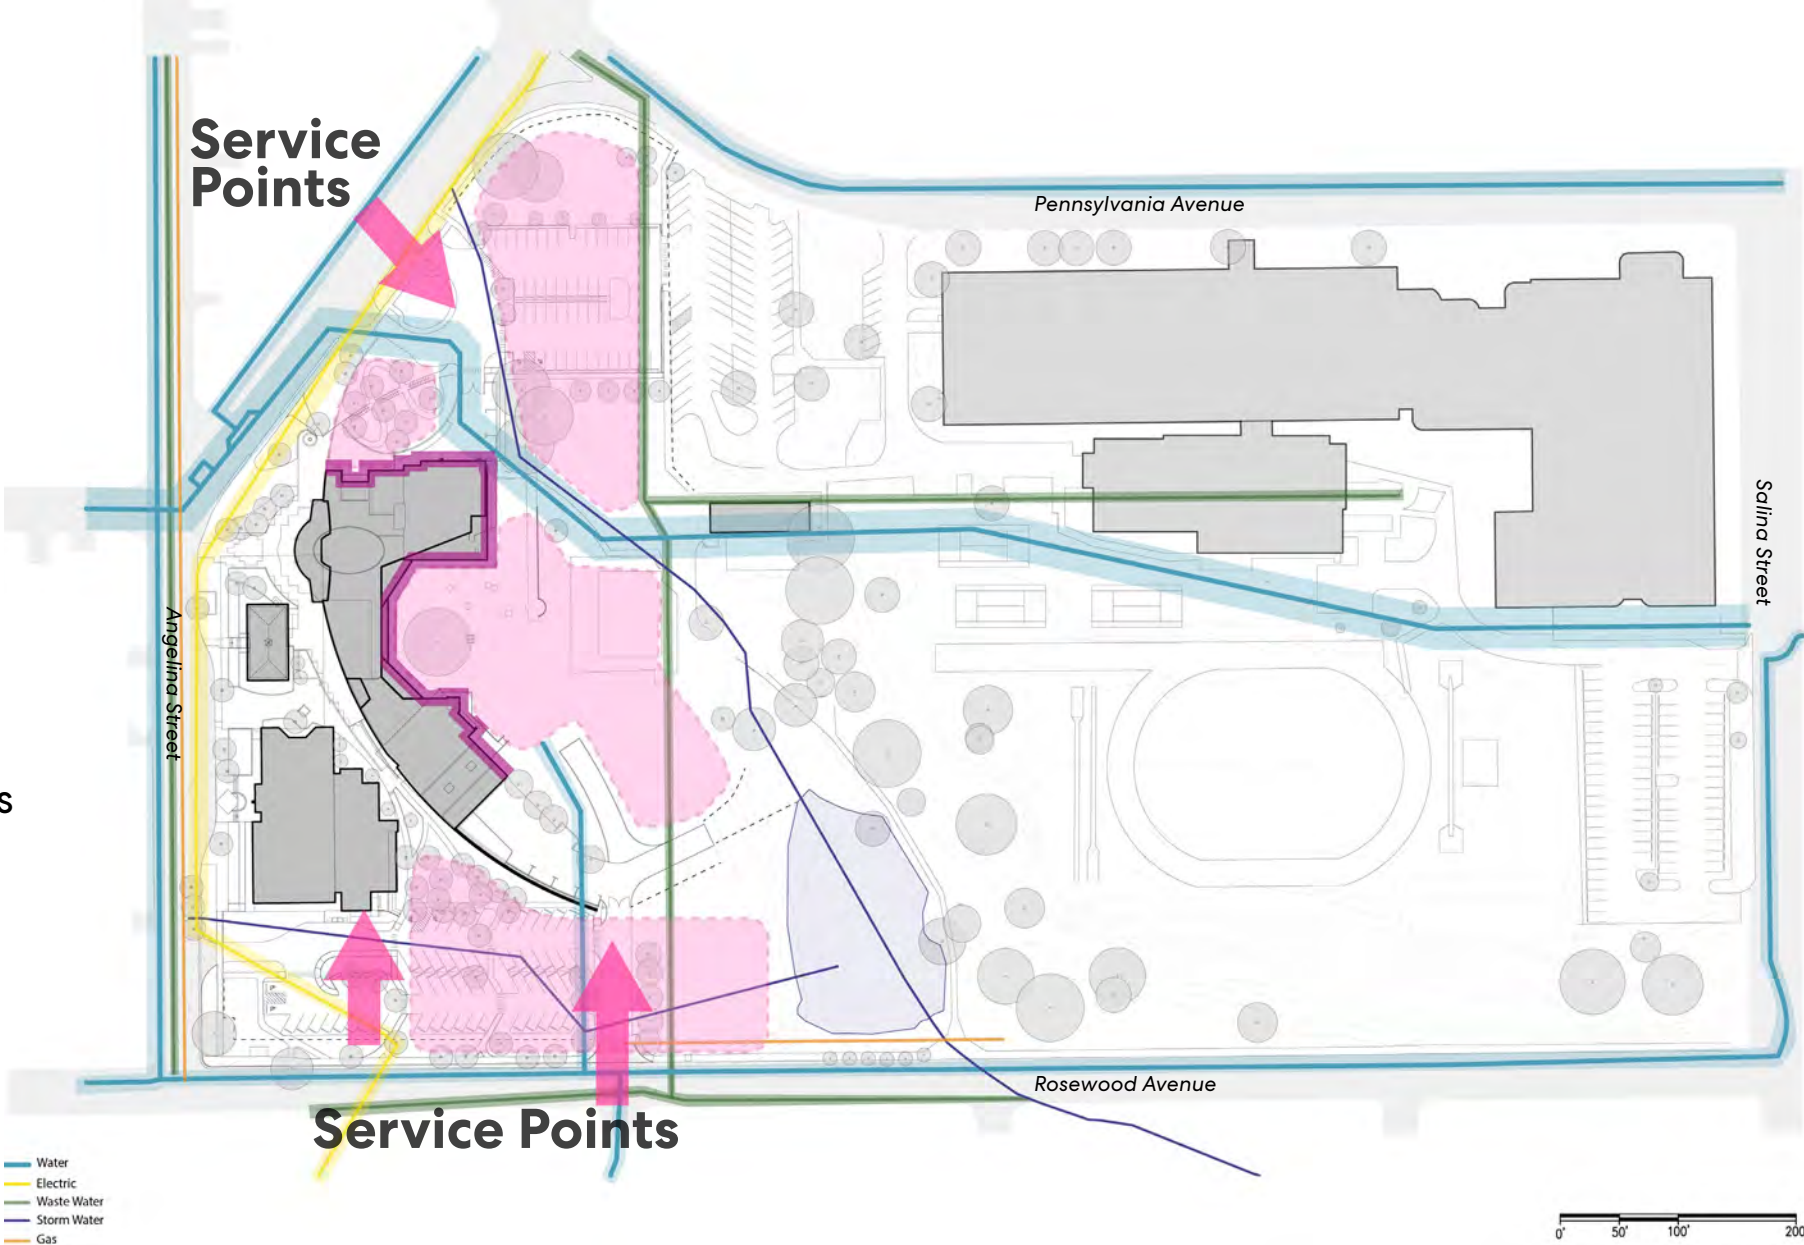 Service
Points
Pennsylvania Avenue
Salina Street
Angelina Street
s
Rosewood Avenue
Service Points
Water
Electric
Waste Water
Storm Water
Gas
0' 50' 100' 200